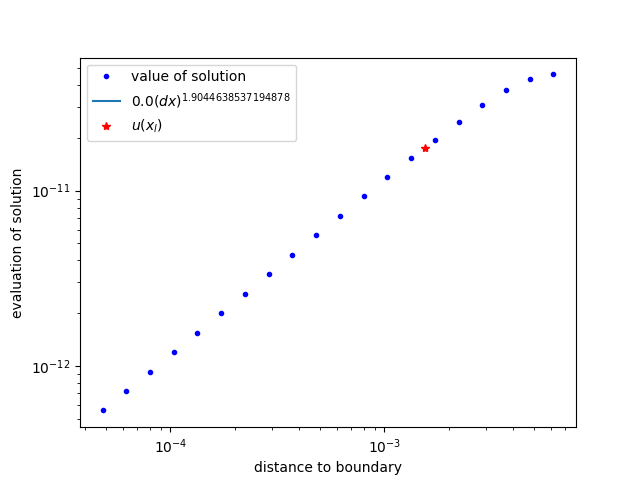 value of solution
0.0(dx)^1.9044638537194878
u(x_l)
evaluation of solution
10^-11
10^-12
10^-4
10^-3
distance to boundary